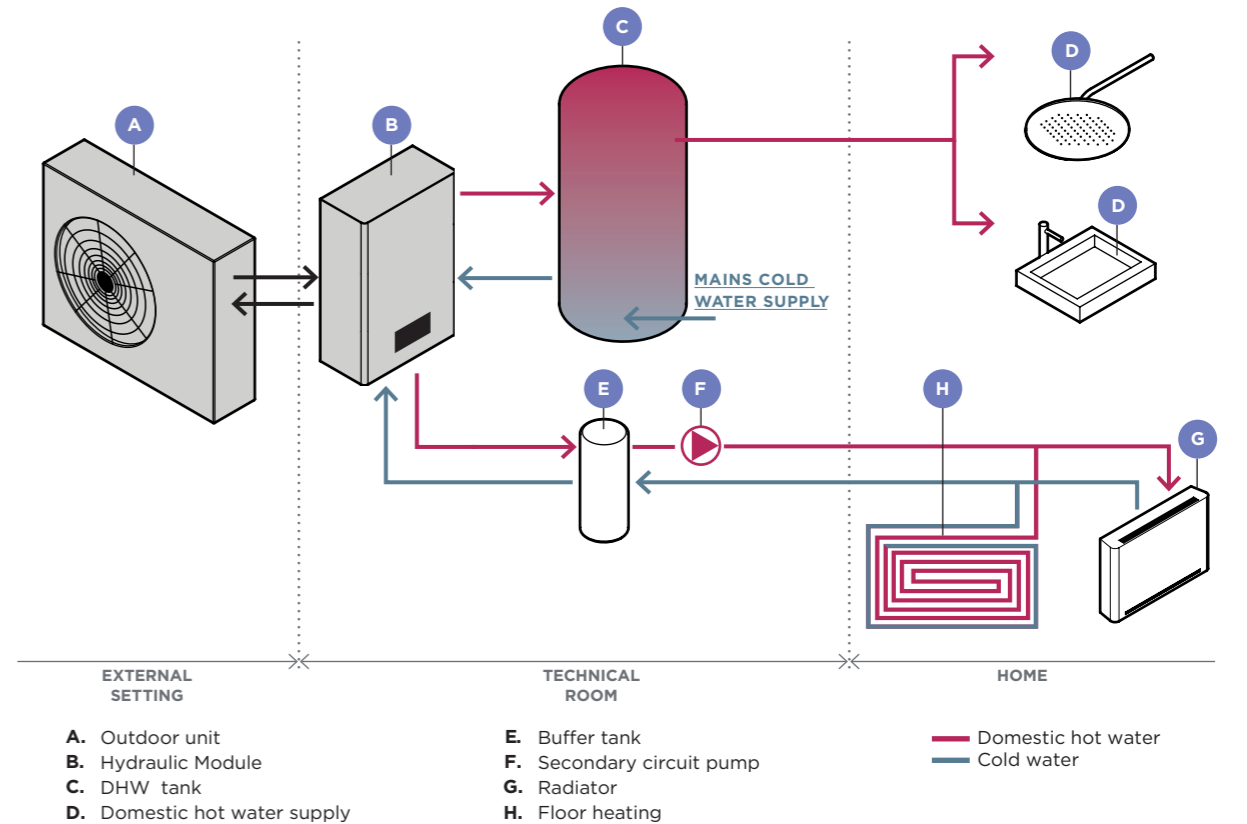 C
D
A
B
D
MAINS COLD
WATER SUPPLY
E
F
H
G
EXTERNAL
SETTING
TECHNICAL
ROOM
HOME
A. Outdoor unit
B. Hydraulic Module
C. DHW tank
D. Domestic hot water supply
E. Buffer tank
F. Secondary circuit pump
G. Radiator
H. Floor heating
Domestic hot water
Cold water